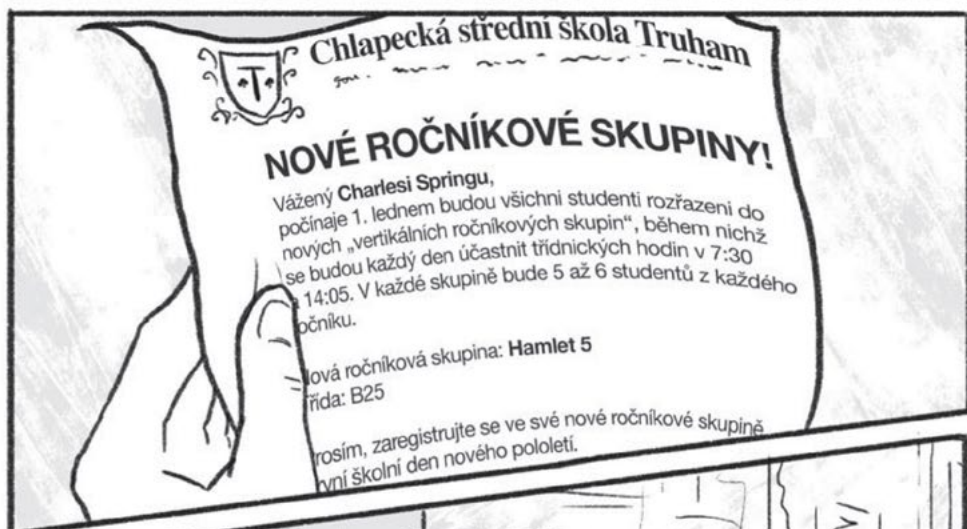 Chlapecká střední škola Truham
NOVÉ ROČNÍKOVÉ SKUPINY!
Vážený Charlesi Springu,
počínaje 1. lednem budou všichni studenti rozřazeni do
nových „vertikálních ročníkových skupin“, během nichž
se budou každý den účastnit třídnických hodin v 7:30
14:05. V každé skupině bude 5 až 6 studentů z každého
očníku.
ová ročníková skupina: Hamlet 5
řída: B25
rosím, zaregistrujte se ve své nové ročníkové skupině
vní školní den nového pololetí.